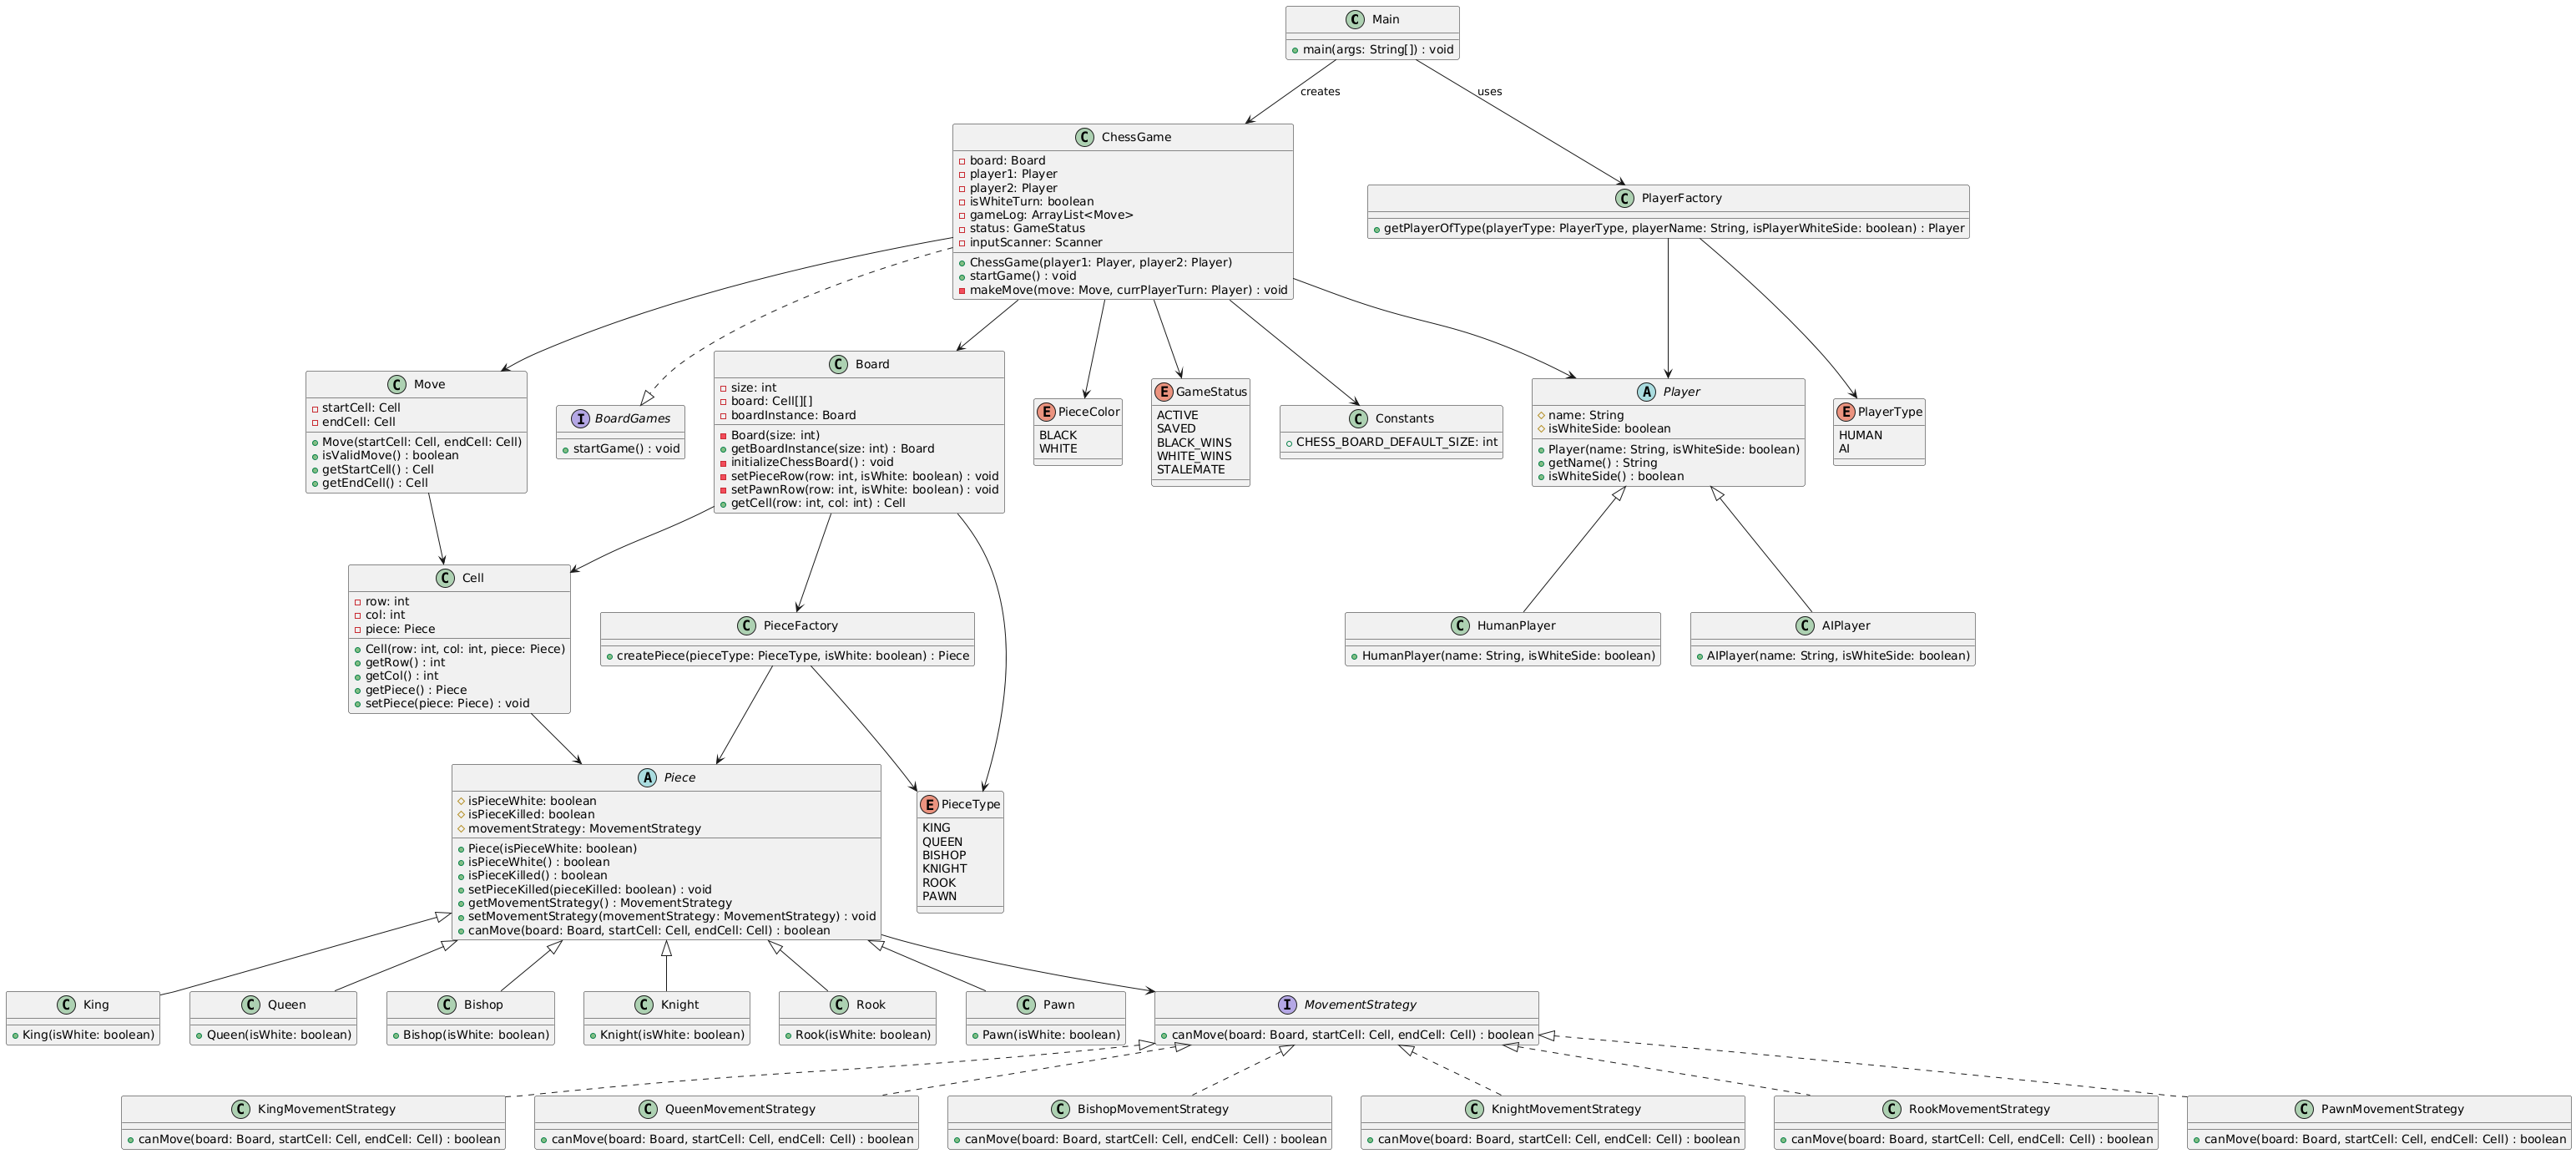 C Main
main(args: String[]) : void
creates
uses
C ChessGame
board: Board
player1: Player
player2: Player
isWhiteTurn: boolean
gameLog: ArrayList<Move>
status: GameStatus
inputScanner: Scanner
ChessGame(player1: Player, player2: Player)
startGame() : void
makeMove(move: Move, currPlayerTurn: Player) : void
C PlayerFactory
getPlayerOfType(playerType: PlayerType, playerName: String, isPlayerWhiteSide: boolean) : Player
C Move
startCell: Cell
endCell: Cell
Move(startCell: Cell, endCell: Cell)
isValidMove() : boolean
getStartCell() : Cell
getEndCell() : Cell
I BoardGames
startGame() : void
C Board
size: int
board: Cell[][]
boardInstance: Board
Board(size: int)
getBoardInstance(size: int) : Board
initializeChessBoard() : void
setPieceRow(row: int, isWhite: boolean) : void
setPawnRow(row: int, isWhite: boolean) : void
getCell(row: int, col: int) : Cell
E PieceColor
BLACK
WHITE
E GameStatus
ACTIVE
SAVED
BLACK_WINS
WHITE_WINS
STALEMATE
C Constants
CHESS_BOARD_DEFAULT_SIZE: int
A Player
name: String
isWhiteSide: boolean
Player(name: String, isWhiteSide: boolean)
getName() : String
isWhiteSide() : boolean
E PlayerType
HUMAN
AI
C Cell
row: int
col: int
piece: Piece
Cell(row: int, col: int, piece: Piece)
getRow() : int
getCol() : int
getPiece() : Piece
setPiece(piece: Piece) : void
C PieceFactory
createPiece(pieceType: PieceType, isWhite: boolean) : Piece
C HumanPlayer
HumanPlayer(name: String, isWhiteSide: boolean)
C AIPlayer
AIPlayer(name: String, isWhiteSide: boolean)
A Piece
isPieceWhite: boolean
isPieceKilled: boolean
movementStrategy: MovementStrategy
Piece(isPieceWhite: boolean)
isPieceWhite() : boolean
isPieceKilled() : boolean
setPieceKilled(pieceKilled: boolean) : void
getMovementStrategy() : MovementStrategy
setMovementStrategy(movementStrategy: MovementStrategy) : void
canMove(board: Board, startCell: Cell, endCell: Cell) : boolean
E PieceType
KING
QUEEN
BISHOP
KNIGHT
ROOK
PAWN
C King
King(isWhite: boolean)
C Queen
Queen(isWhite: boolean)
C Bishop
Bishop(isWhite: boolean)
C Knight
Knight(isWhite: boolean)
C Rook
Rook(isWhite: boolean)
C Pawn
Pawn(isWhite: boolean)
I MovementStrategy
canMove(board: Board, startCell: Cell, endCell: Cell) : boolean
C KingMovementStrategy
canMove(board: Board, startCell: Cell, endCell: Cell) : boolean
C QueenMovementStrategy
canMove(board: Board, startCell: Cell, endCell: Cell) : boolean
C BishopMovementStrategy
canMove(board: Board, startCell: Cell, endCell: Cell) : boolean
C KnightMovementStrategy
canMove(board: Board, startCell: Cell, endCell: Cell) : boolean
C RookMovementStrategy
canMove(board: Board, startCell: Cell, endCell: Cell) : boolean
C PawnMovementStrategy
canMove(board: Board, startCell: Cell, endCell: Cell) : boolean